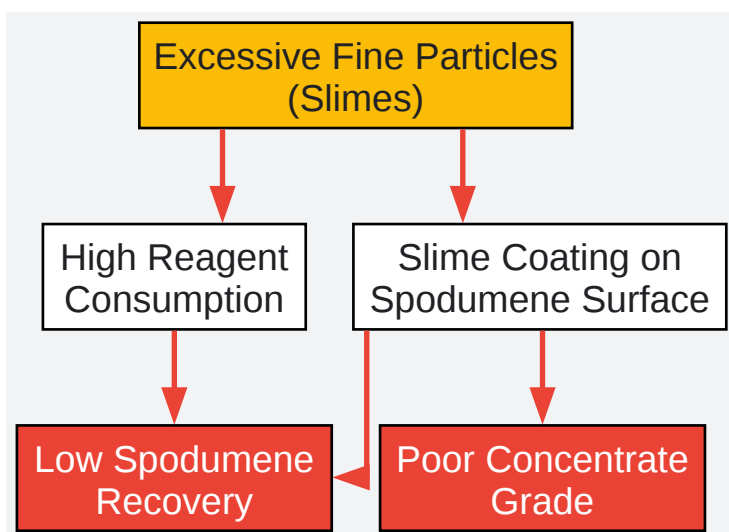 Excessive Fine Particles
(Slimes)
High Reagent
Consumption
Slime Coating on
Spodumene Surface
Low Spodumene
Recovery
Poor Concentrate
Grade